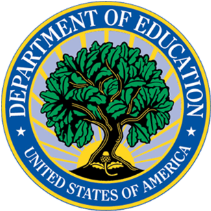 DEPARTMENT OF EDUCATION
UNITED STATES OF AMERICA